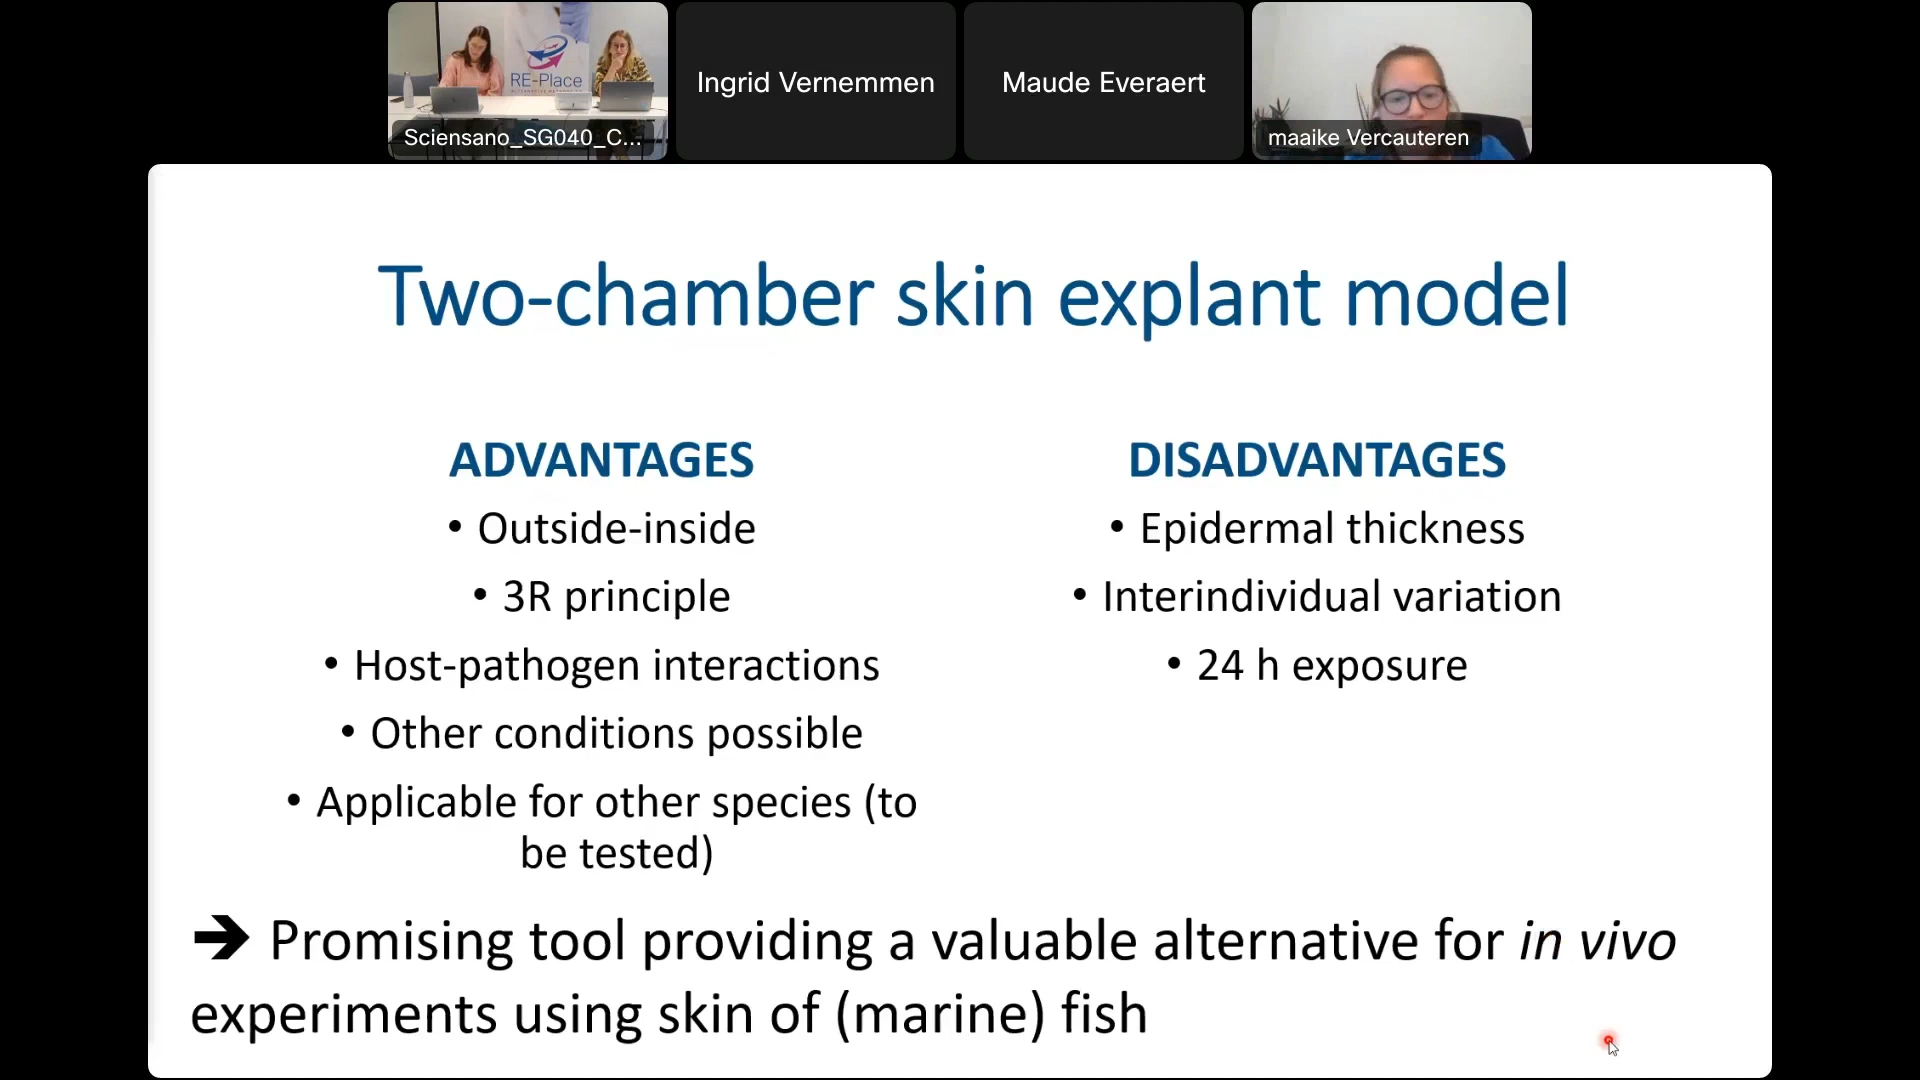 RE-Place
Sciensano_SG040_C...
Ingrid Vernemmen
Maude Everaert
maaike Vercauteren
Two-chamber skin explant model
ADVANTAGES
• Outside-inside
• 3R principle
• Host-pathogen interactions
• Other conditions possible
• Applicable for other species (to
be tested)
DISADVANTAGES
• Epidermal thickness
• Interindividual variation
• 24 h exposure
➔ Promising tool providing a valuable alternative for in vivo
experiments using skin of (marine) fish